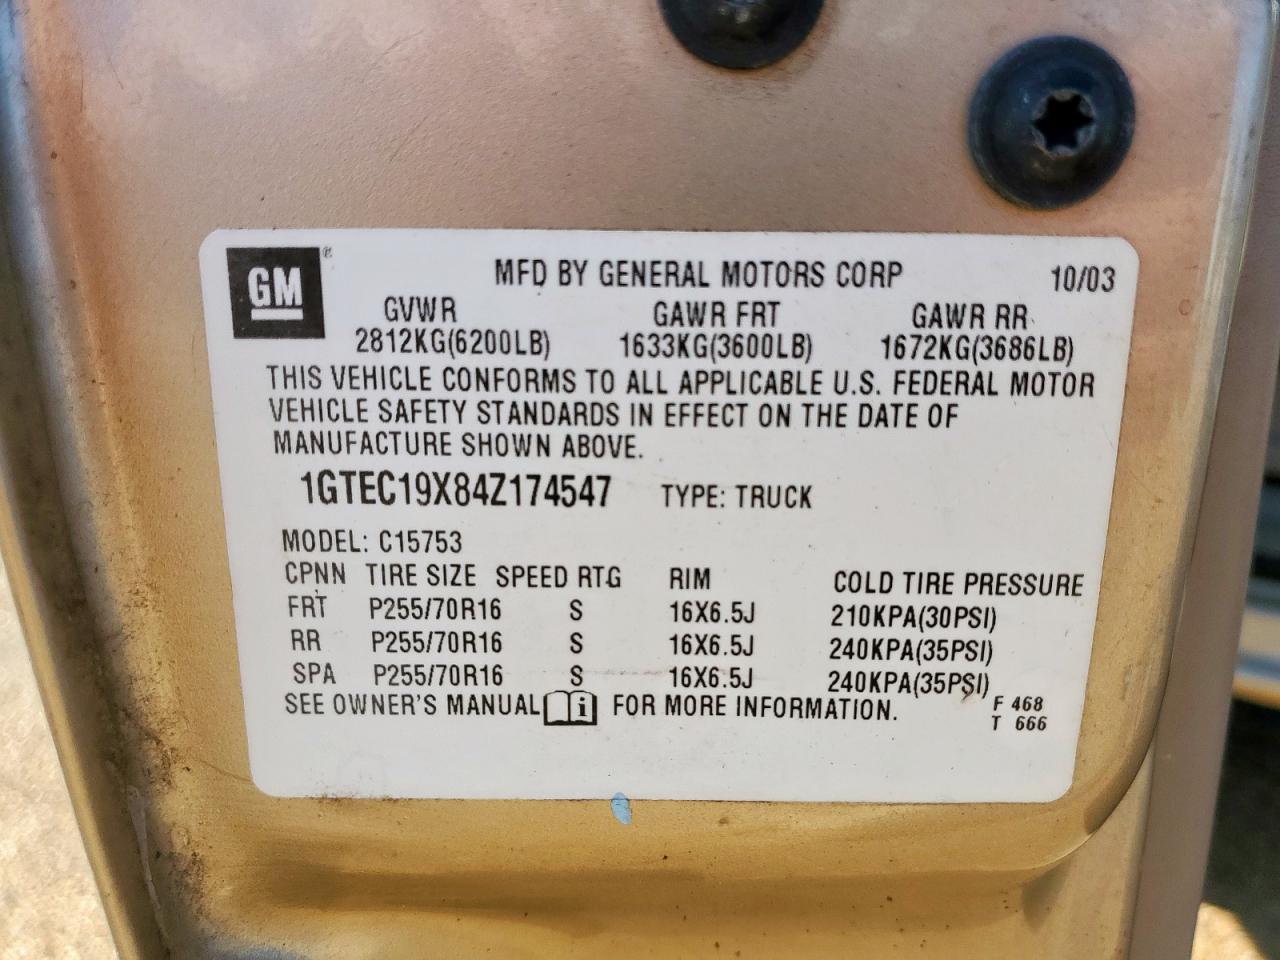 GM ®
MFD BY GENERAL MOTORS CORP 10/03
GVWR GAWR FRT GAWR RR
2812KG(6200LB) 1633KG(3600LB) 1672KG(3686LB)
THIS VEHICLE CONFORMS TO ALL APPLICABLE U.S. FEDERAL MOTOR
VEHICLE SAFETY STANDARDS IN EFFECT ON THE DATE OF
MANUFACTURE SHOWN ABOVE.
1GTEC19X84Z174547 TYPE: TRUCK
MODEL: C15753
CPNN TIRE SIZE SPEED RTG RIM COLD TIRE PRESSURE
FRT P255/70R16 S 16X6.5J 210KPA(30PSI)
RR P255/70R16 S 16X6.5J 240KPA(35PSI)
SPA P255/70R16 S 16X6.5J 240KPA(35PSI)
SEE OWNER'S MANUAL i FOR MORE INFORMATION.
F 468
T 666